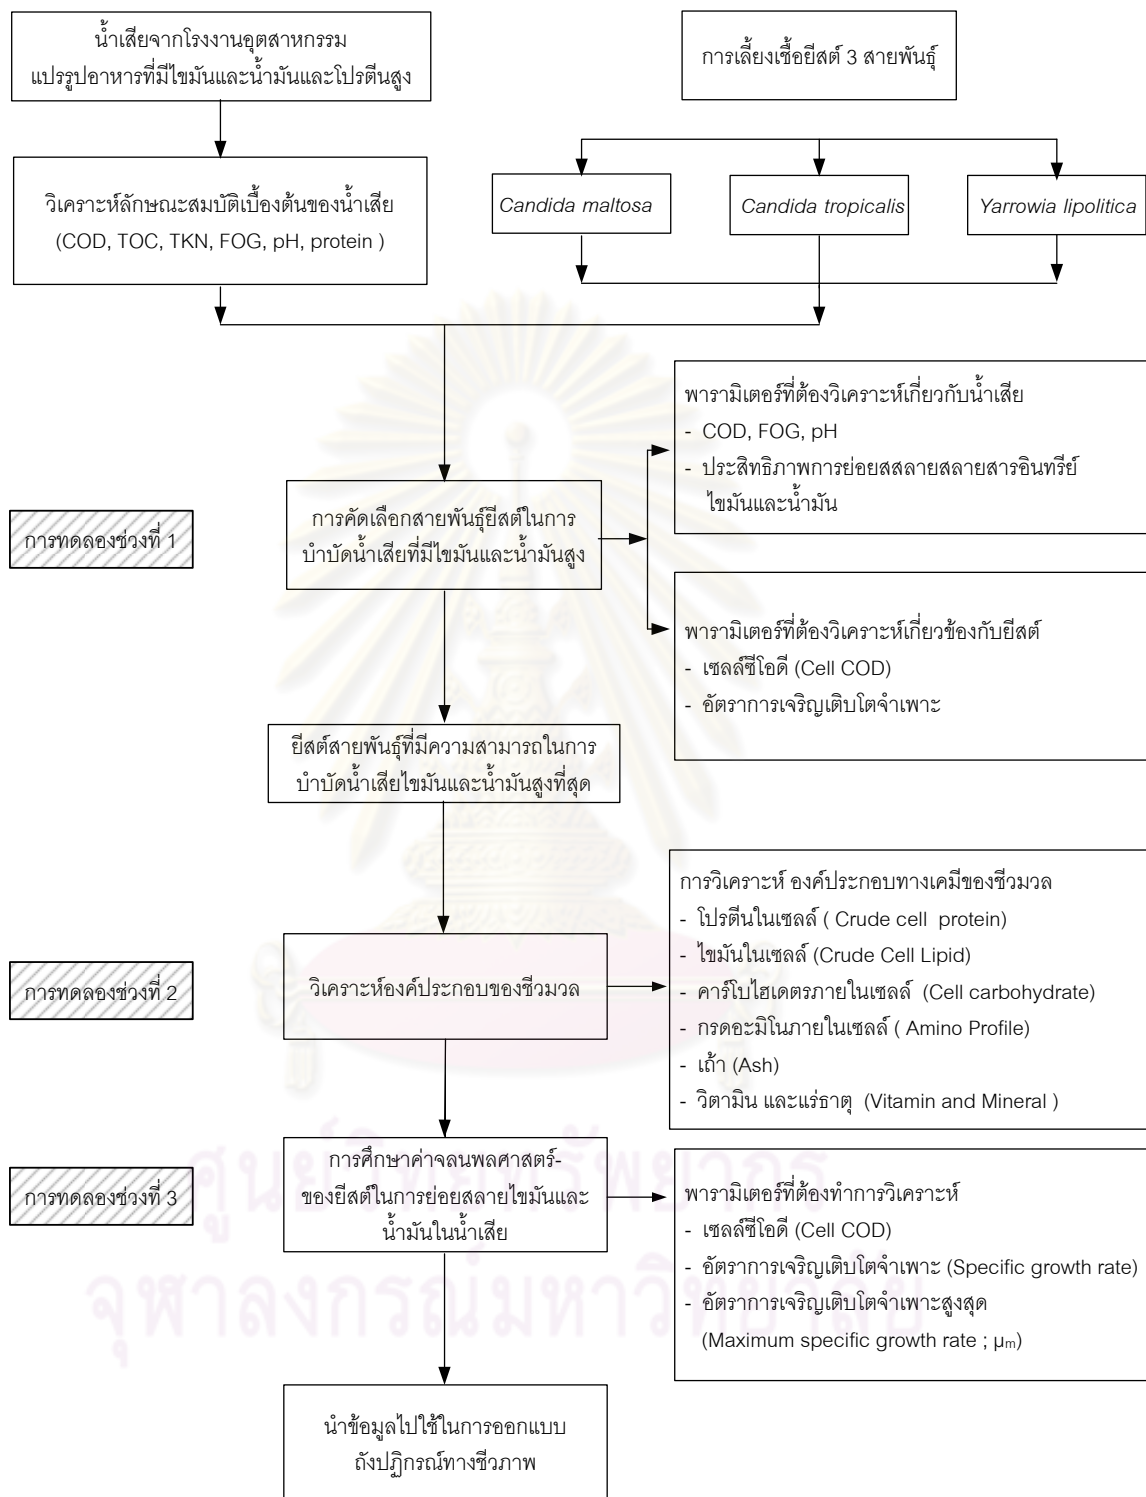 น้ำเสียจากโรงงานอุตสาหกรรม
แปรรูปอาหารที่มีไขมันและน้ำมันและโปรตีนสูง
การเลี้ยงเชื้อยีสต์ 3 สายพันธุ์
วิเคราะห์ลักษณะสมบัติเบื้องต้นของน้ำเสีย
(COD, TOC, TKN, FOG, pH, protein )
Candida maltosa
Candida tropicalis
Yarrowia lipolitica
พารามิเตอร์ที่ต้องวิเคราะห์เกี่ยวกับน้ำเสีย
- COD, FOG, pH
- ประสิทธิภาพการย่อยสสลายสลายสารอินทรีย์
ไขมันและน้ำมัน
การทดลองช่วงที่ 1
การคัดเลือกสายพันธุ์ยีสต์ในการ
บำบัดน้ำเสียที่มีไขมันและน้ำมันสูง
พารามิเตอร์ที่ต้องวิเคราะห์เกี่ยวข้องกับยีสต์
- เซลล์ซีโอดี (Cell COD)
- อัตราการเจริญเติบโตจำเพาะ
ยีสต์สายพันธุ์ที่มีความสามารถในการ
บำบัดน้ำเสียไขมันและน้ำมันสูงที่สุด
การทดลองช่วงที่ 2
วิเคราะห์องค์ประกอบของชีวมวล
การวิเคราะห์ องค์ประกอบทางเคมีของชีวมวล
- โปรตีนในเซลล์ ( Crude cell protein)
- ไขมันในเซลล์ (Crude Cell Lipid)
- คาร์โบไฮเดตรภายในเซลล์ (Cell carbohydrate)
- กรดอะมิโนภายในเซลล์ ( Amino Profile)
- เถ้า (Ash)
- วิตามิน และแร่ธาตุ (Vitamin and Mineral )
การทดลองช่วงที่ 3
การศึกษาค่าจลนพลศาสตร์-
ของยีสต์ในการย่อยสลายไขมันและ
น้ำมันในน้ำเสีย
พารามิเตอร์ที่ต้องทำการวิเคราะห์
- เซลล์ซีโอดี (Cell COD)
- อัตราการเจริญเติบโตจำเพาะ (Specific growth rate)
- อัตราการเจริญเติบโตจำเพาะสูงสุด
(Maximum specific growth rate ; µm)
นำข้อมูลไปใช้ในการออกแบบ
ถังปฏิกรณ์ทางชีวภาพ
ศูนย์วิทยทรัพยากร
จุฬาลงกรณ์มหาวิทยาลัย